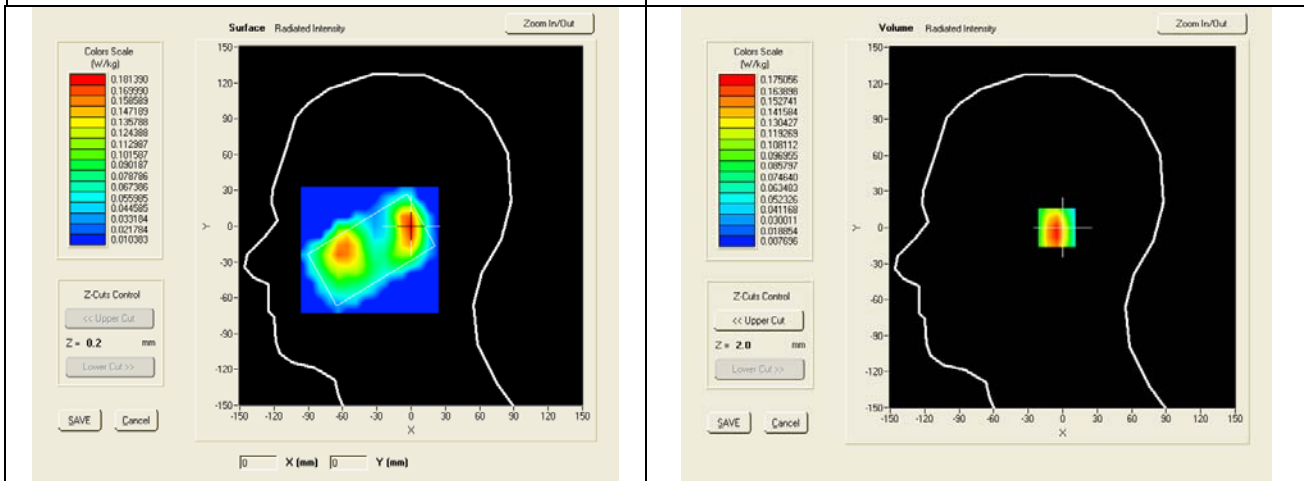 Surface Radiated Intensity
Zoom In/Out
Colors Scale
(W/kg)
0.181390
0.169990
0.158589
0.147189
0.135788
0.124388
0.112987
0.101587
0.090187
0.078786
0.067386
0.055985
0.044585
0.033184
0.021784
0.010383
Z-Cuts Control
<< Upper Cut
Z = 0.2 mm
Lower Cut >>
SAVE
Cancel
150
120
90
60
30
0
-30
-60
-90
-120
-150
Y
-150 -120 -90 -60 -30 0 30 60 90 120 150
X
0 X (mm) 0 Y (mm)
Volume Radiated Intensity
Zoom In/Out
Colors Scale
(W/kg)
0.175056
0.163898
0.152741
0.141584
0.130427
0.119269
0.108112
0.096955
0.085797
0.074640
0.063483
0.052326
0.041168
0.030011
0.018854
0.007696
Z-Cuts Control
<< Upper Cut
Z = 2.0 mm
Lower Cut >>
SAVE
Cancel
150
120
90
60
30
0
-30
-60
-90
-120
-150
Y
-150 -120 -90 -60 -30 0 30 60 90 120 150
X